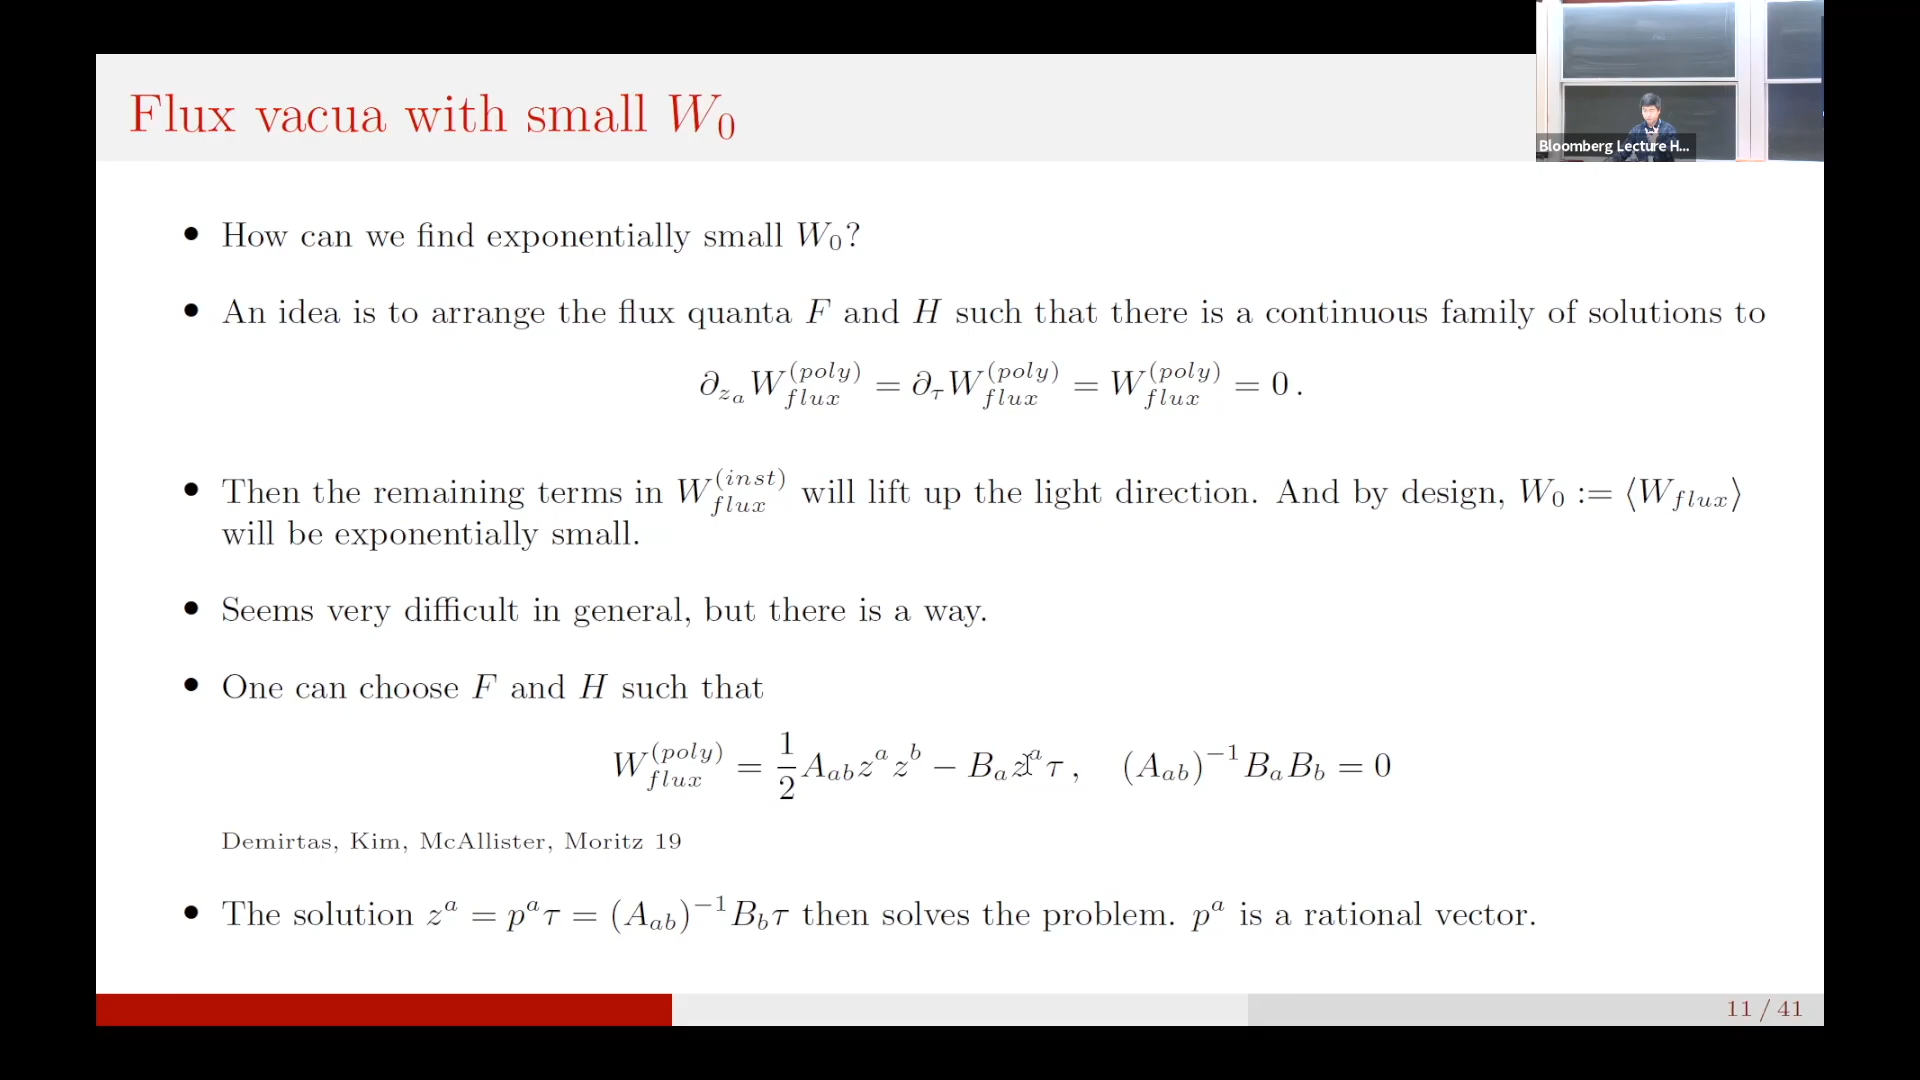 Flux vacua with small W₀
Bloomberg Lecture H...
• How can we find exponentially small W₀?
• An idea is to arrange the flux quanta F and H such that there is a continuous family of solutions to
∂_{z_a} W_{flux}^{(poly)} = ∂_τ W_{flux}^{(poly)} = W_{flux}^{(poly)} = 0 .
• Then the remaining terms in W_{flux}^{(inst)} will lift up the light direction. And by design, W₀ := ⟨W_{flux}⟩
will be exponentially small.
• Seems very difficult in general, but there is a way.
• One can choose F and H such that
W_{flux}^{(poly)} = \frac{1}{2} A_{ab} z^a z^b − B_a z^a τ ,   (A_{ab})^{−1} B_a B_b = 0
Demirtas, Kim, McAllister, Moritz 19
• The solution z^a = p^a τ = (A_{ab})^{−1} B_b τ then solves the problem. p^a is a rational vector.
11 / 41